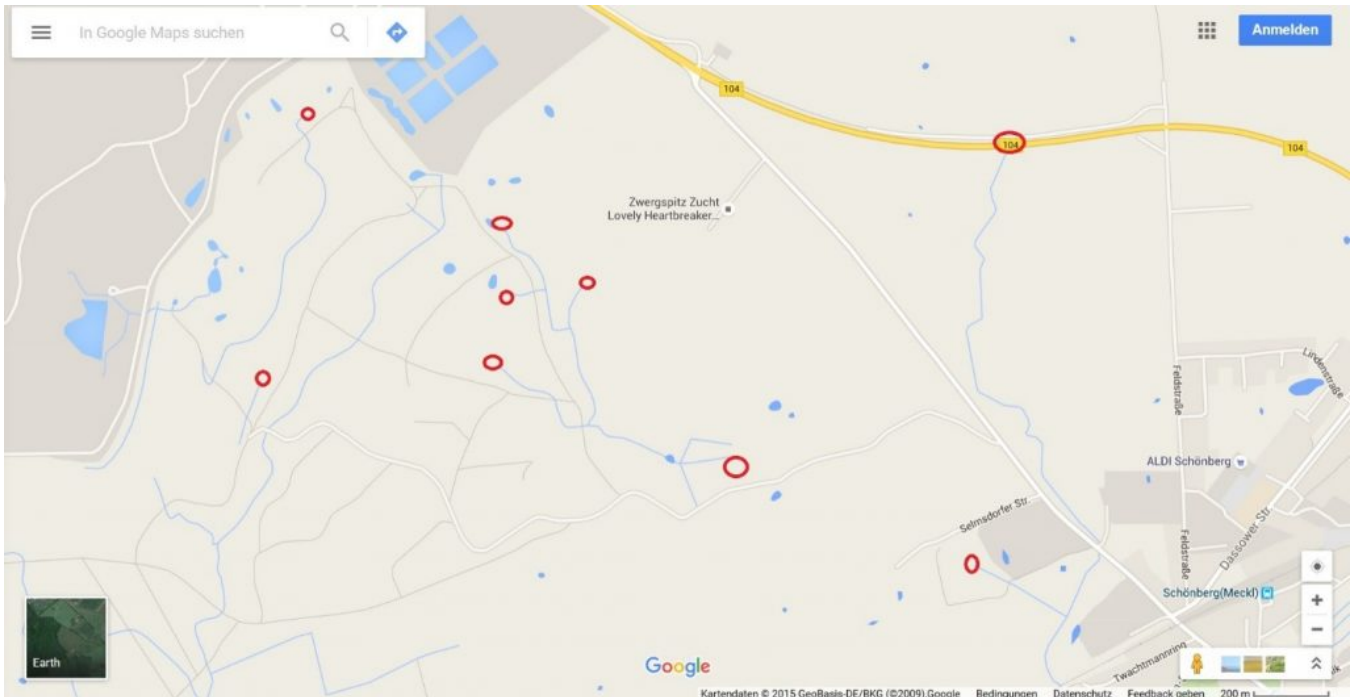 In Google Maps suchen
Anmelden
104
104
104
Zwergspitz Zucht
Lovely Heartbreaker...
Lindenstraße
Feldstraße
ALDI Schönberg
Selmsdorfer Str.
Dassower Str.
Feldstraße
Schönberg(Meckl)
Earth
Twachtmannring
Google
Kartendaten © 2015 GeoBasis-DE/BKG (©2009),Google Bedingungen Datenschutz Feedback geben 200 m